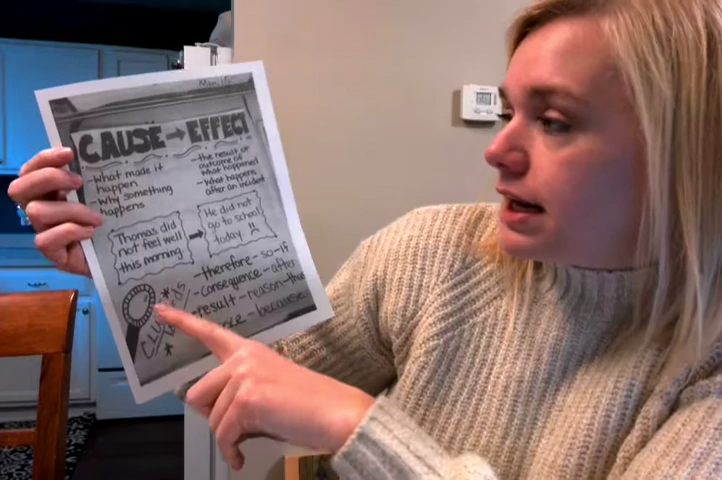 CAUSE → EFFECT
- What made it
happen
- Why something
happens
- the result or
outcome of
what happened
- What happens
after an incident
Thomas did
not feel well
this morning
→
He did not
go to school
today.
- therefore - so - if
- consequence - after
- result - reason -
- because